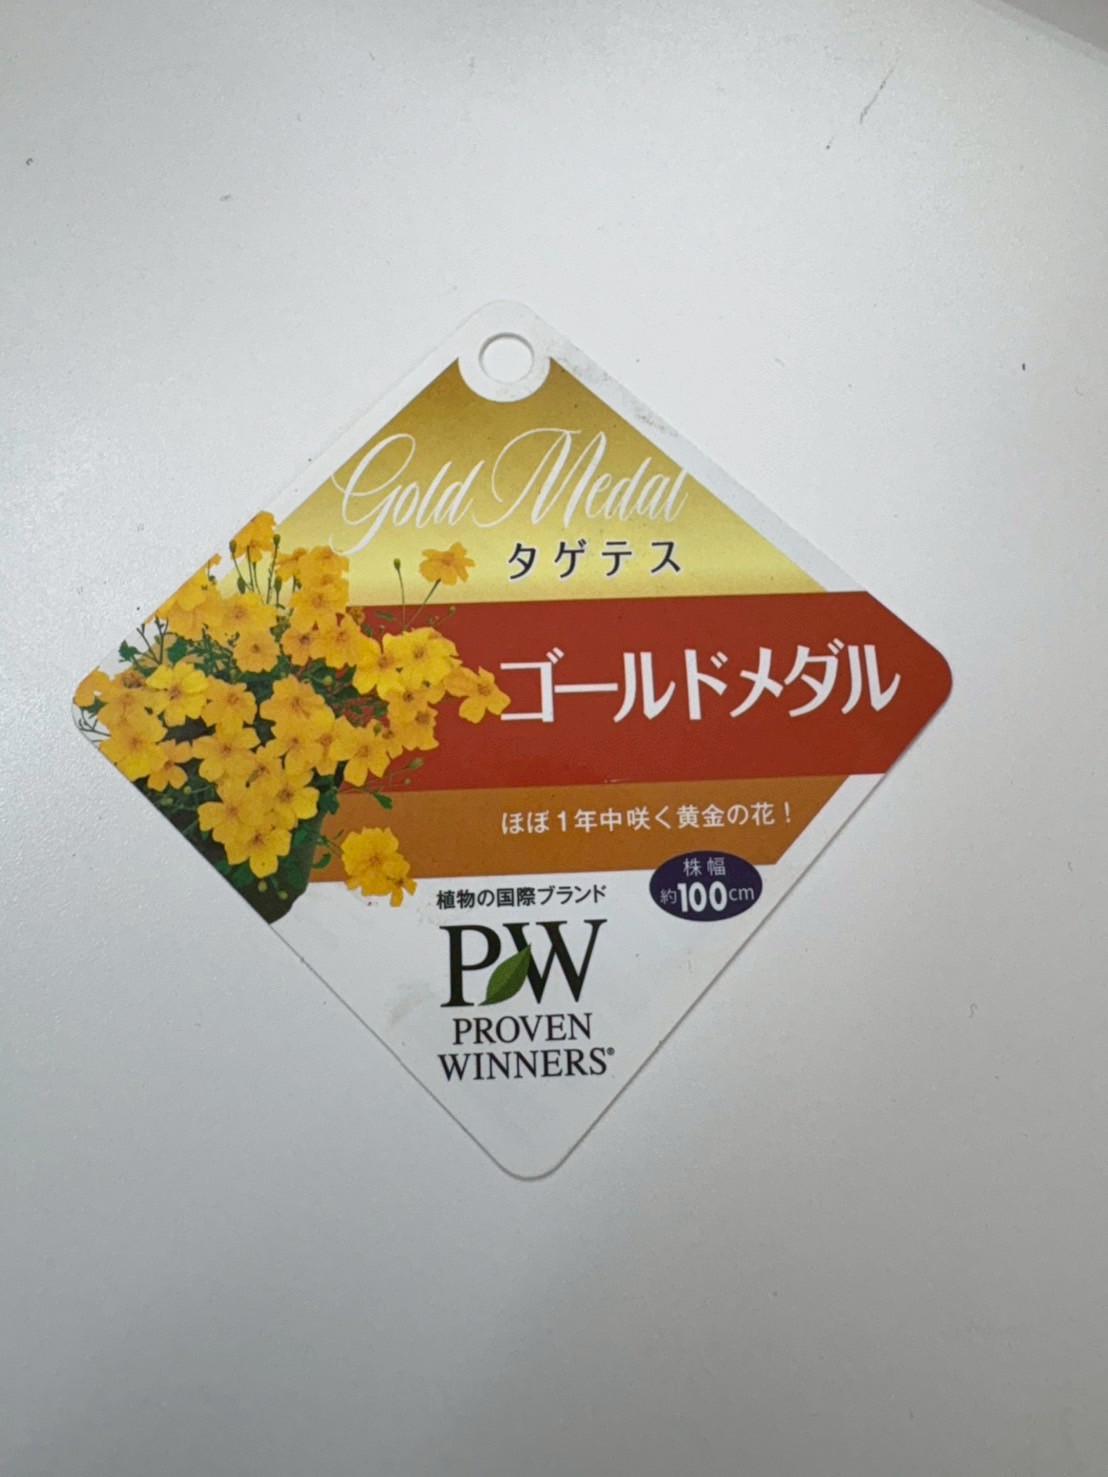 Gold Medal
タゲテス
ゴールドメダル
ほぼ1年中咲く黄金の花！
株幅
約100cm
植物の国際ブランド
PW
PROVEN
WINNERS®